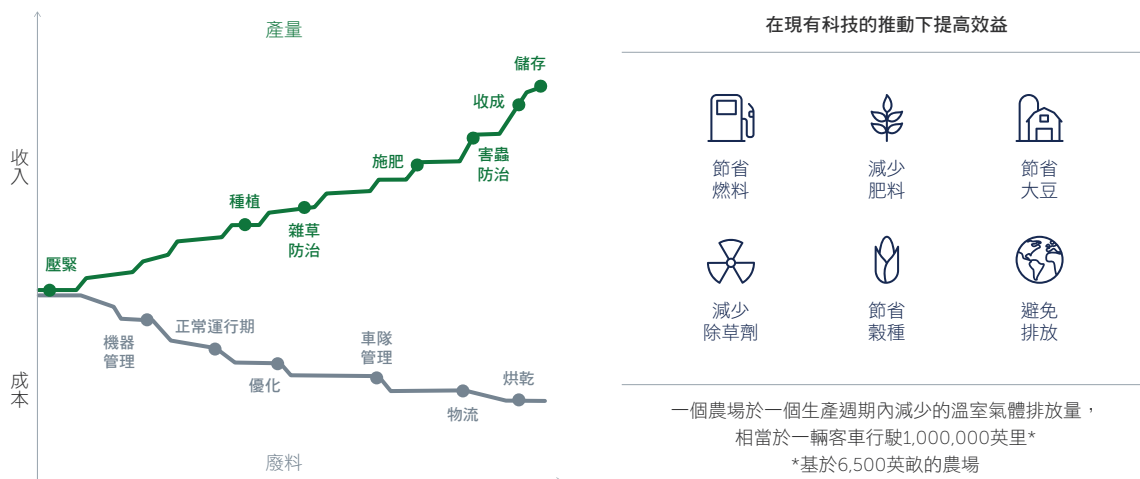 產量
儲存
收成
害蟲
防治
施肥
種植
雜草
防治
壓緊
收入
成本
機器
管理
正常運行期
優化
車隊
管理
物流
烘乾
廢料
在現有科技的推動下提高效益
節省
燃料
減少
肥料
節省
大豆
減少
除草劑
節省
穀種
避免
排放
一個農場於一個生產週期內減少的溫室氣體排放量，
相當於一輛客車行駛1,000,000英里*
*基於6,500英畝的農場